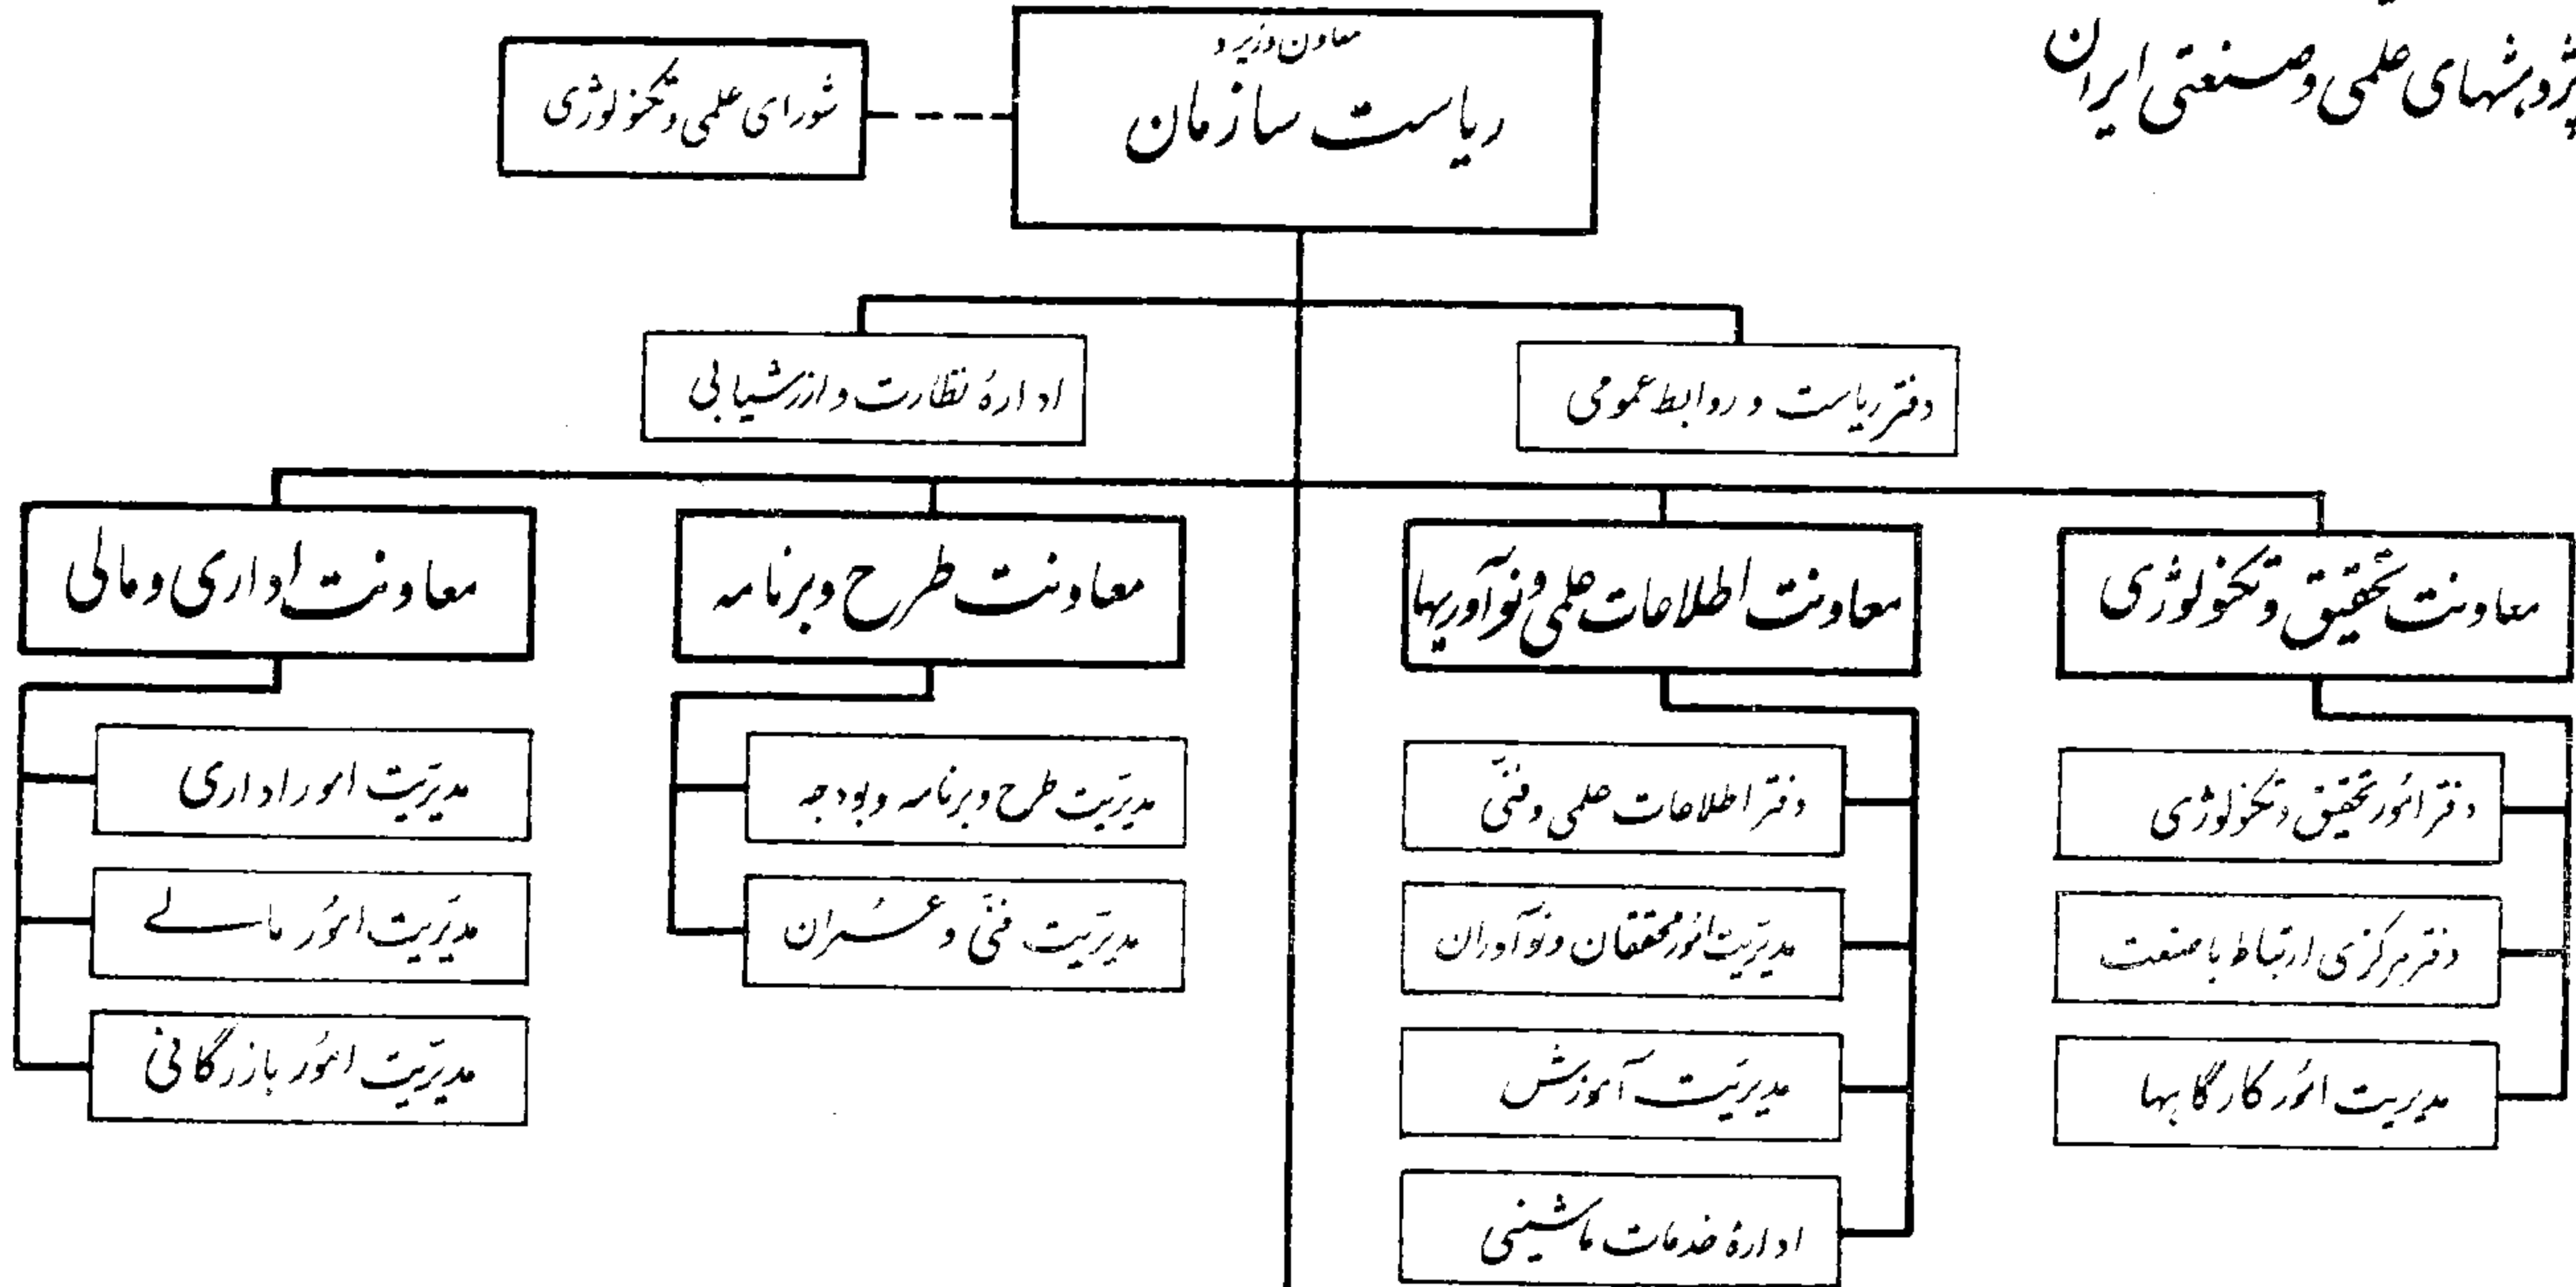 پژوهشهای علمی و صنعتی ایران
معاون وزیر و
ریاست سازمان
شورای علمی و تکنولوژی
دفتر ریاست و روابط عمومی
ادارهٔ نظارت و ارزشیابی
معاونت تحقیق و تکنولوژی
معاونت اطلاعات علمی و نوآوریها
معاونت طرح و برنامه
معاونت اداری و مالی
دفتر امور تحقیق و تکنولوژی
دفتر مرکزی ارتباط با صنعت
مدیریت امور کارگاهها
دفتر اطلاعات علمی و فنّی
مدیریت امور محققان و نوآوران
مدیریت آموزش
ادارهٔ خدمات ماشینی
مدیریت طرح و برنامه و بودجه
مدیریت فنّی و عمران
مدیریت امور اداری
مدیریت امور مالی
مدیریت امور بازرگانی